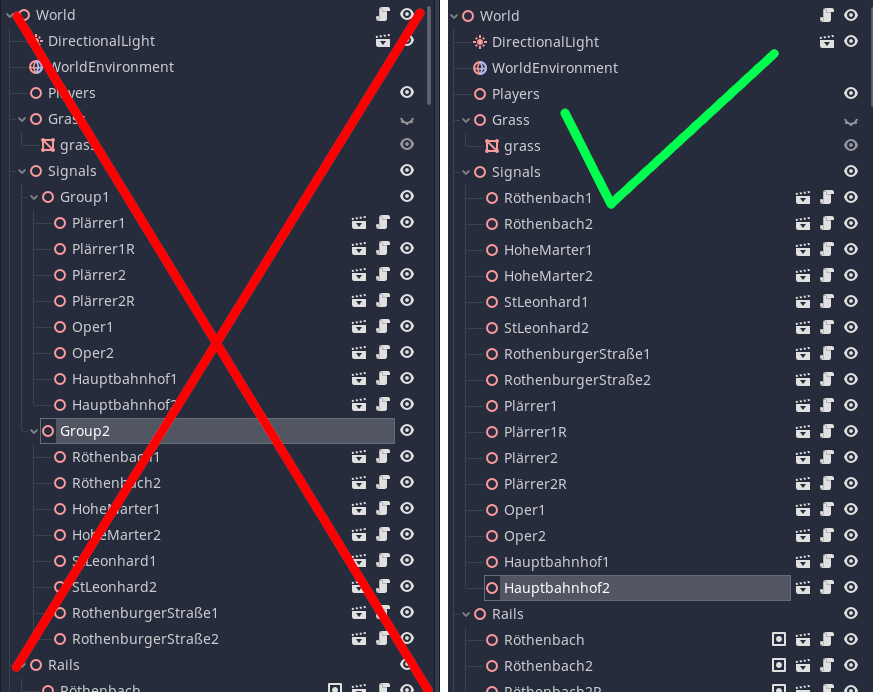 World
DirectionalLight
WorldEnvironment
Players
Grass
grass
Signals
Group1
Plärrer1
Plärrer1R
Plärrer2
Plärrer2R
Oper1
Oper2
Hauptbahnhof1
Hauptbahnhof2
Group2
Röthenbach1
Röthenbach2
HoheMarter1
HoheMarter2
StLeonhard1
StLeonhard2
RothenburgerStraße1
RothenburgerStraße2
Rails
Röthenbach
World
DirectionalLight
WorldEnvironment
Players
Grass
grass
Signals
Röthenbach1
Röthenbach2
HoheMarter1
HoheMarter2
StLeonhard1
StLeonhard2
RothenburgerStraße1
RothenburgerStraße2
Plärrer1
Plärrer1R
Plärrer2
Plärrer2R
Oper1
Oper2
Hauptbahnhof1
Hauptbahnhof2
Rails
Röthenbach
Röthenbach2
Röthenbach2R